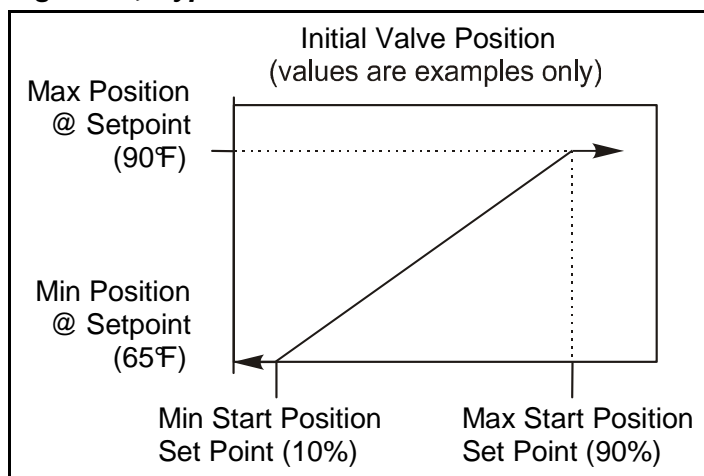 Initial Valve Position
(values are examples only)
Max Position
@ Setpoint
(90°F)
Min Position
@ Setpoint
(65°F)
Min Start Position
Set Point (10%)
Max Start Position
Set Point (90%)